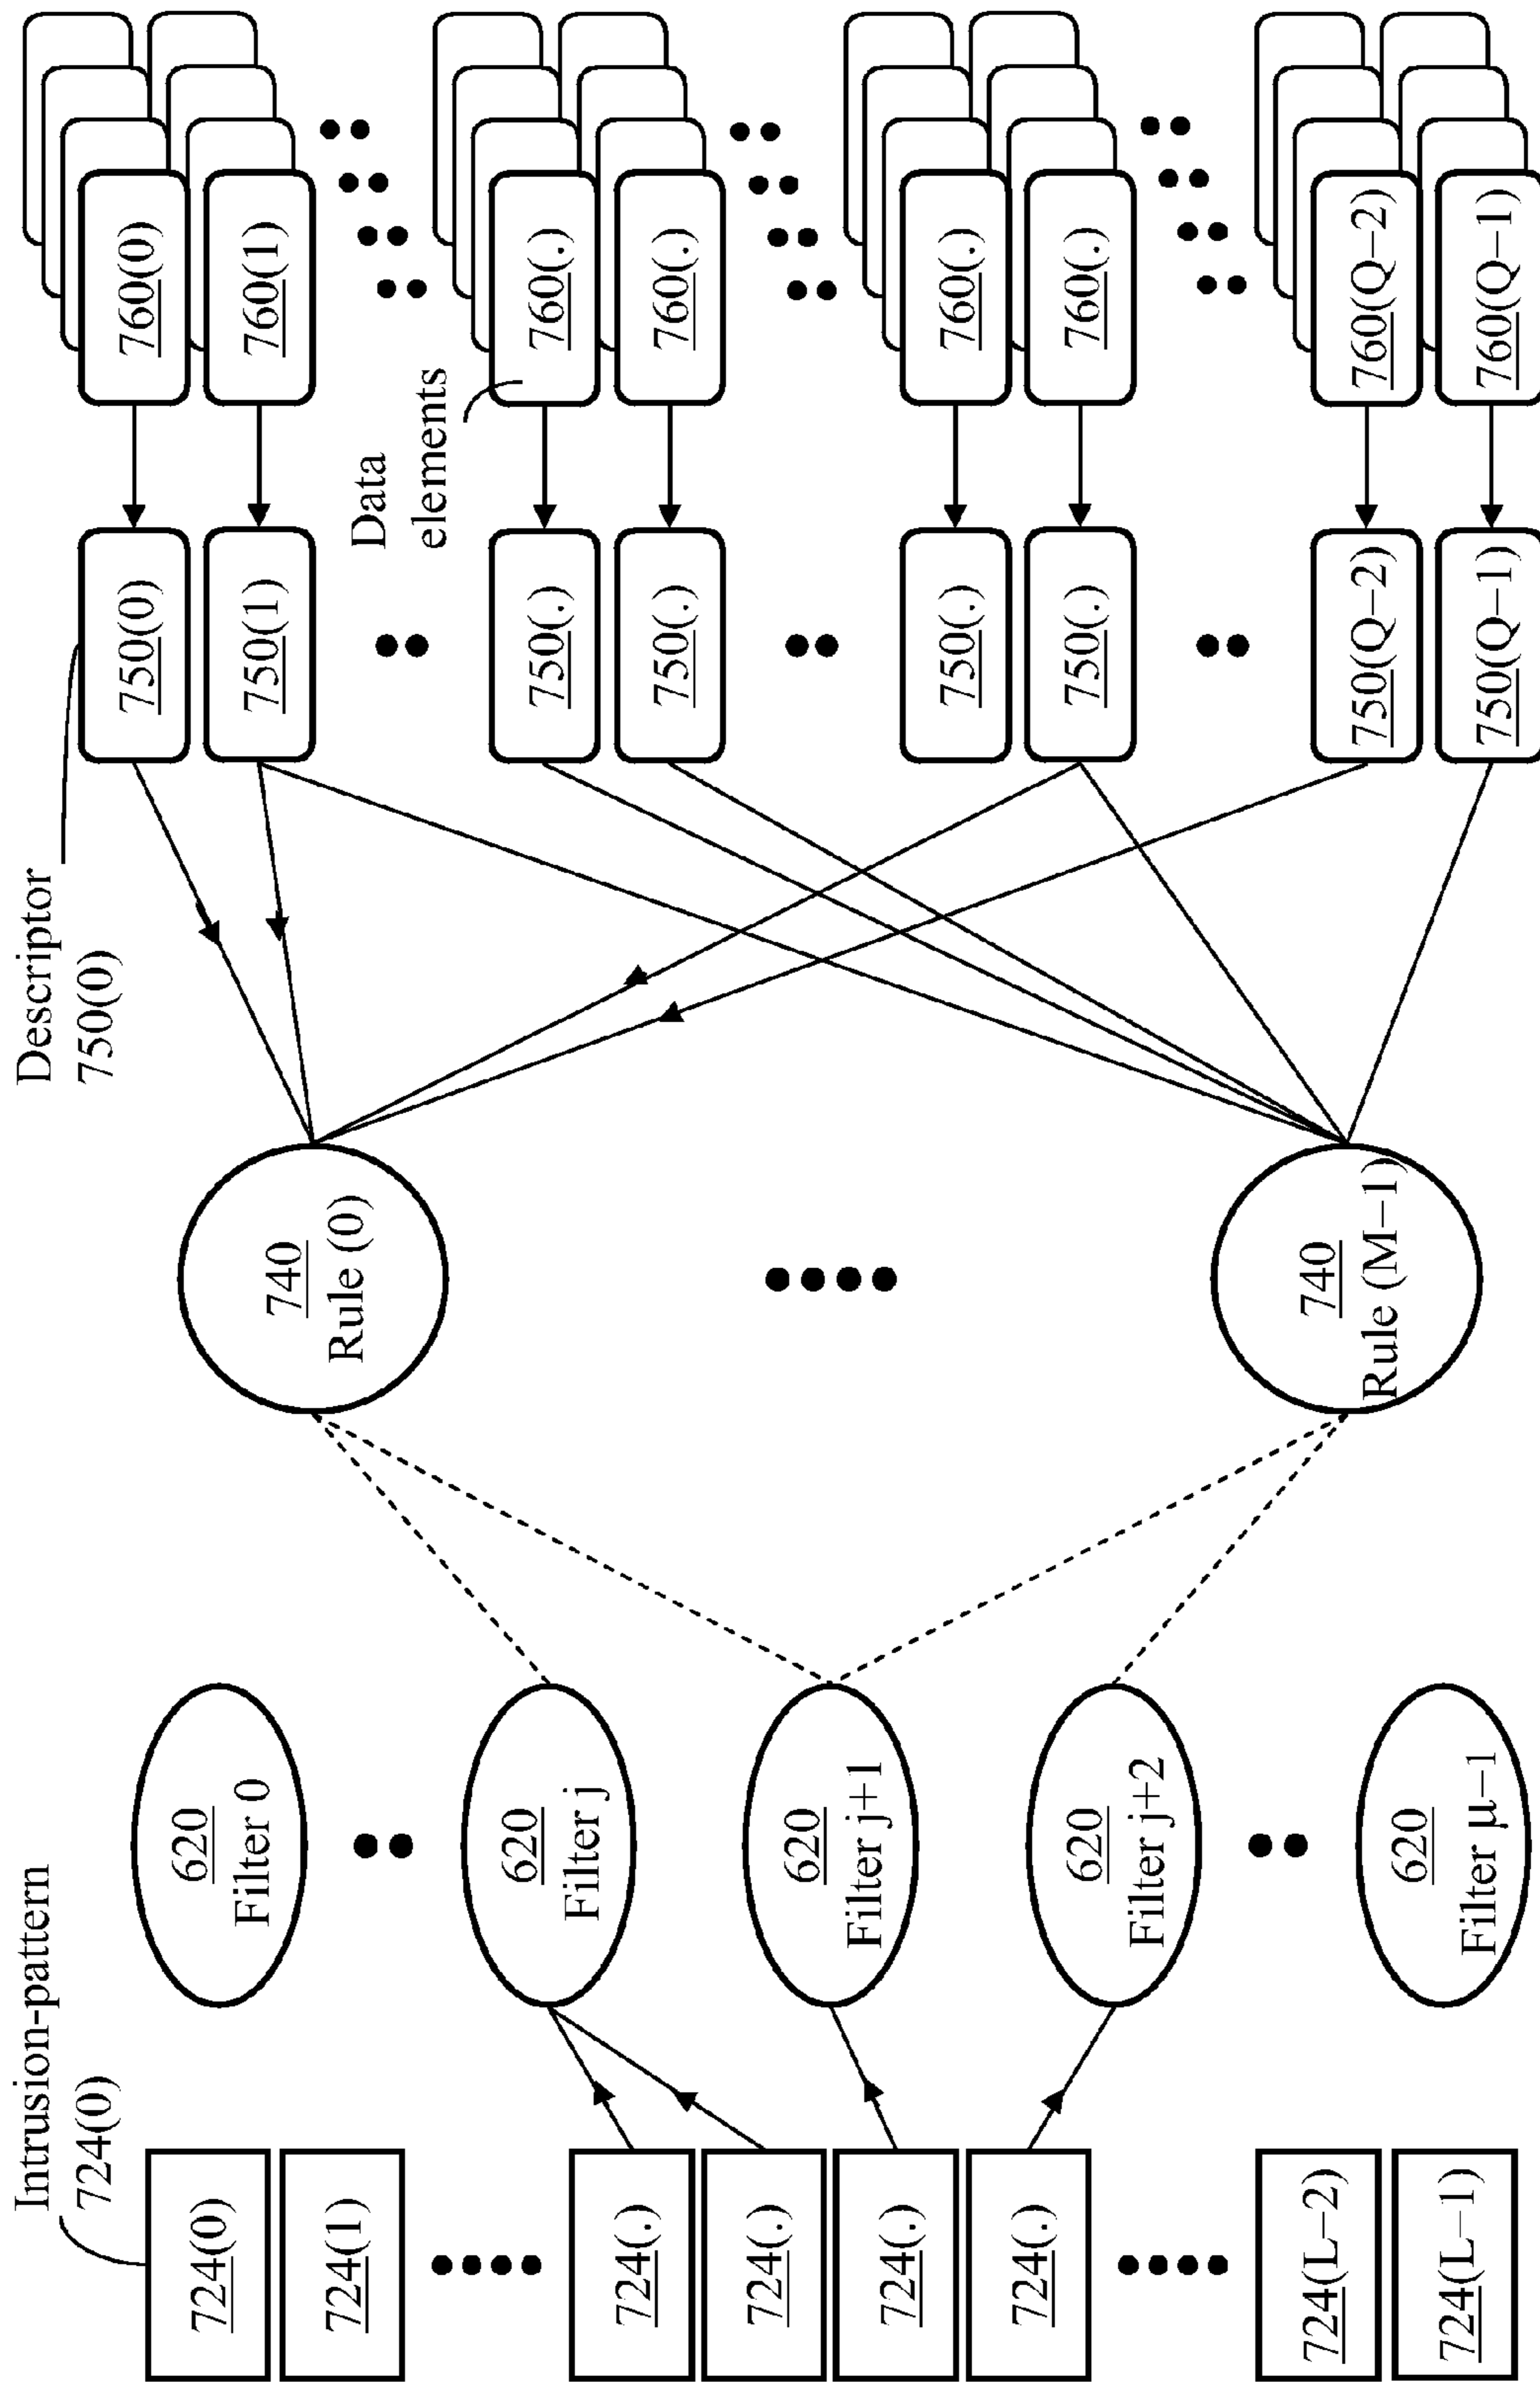 Intrusion-pattern
724(0)
724(0)
724(1)
724(.)
724(.)
724(.)
724(.)
724(L−2)
724(L−1)
620
Filter 0
620
Filter j
620
Filter j+1
620
Filter j+2
620
Filter μ−1
740
Rule (0)
740
Rule (M−1)
Descriptor
750(0)
750(0)
750(1)
750(.)
750(.)
750(.)
750(.)
750(Q−2)
750(Q−1)
Data
elements
760(0)
760(1)
760(.)
760(.)
760(.)
760(.)
760(Q−2)
760(Q−1)